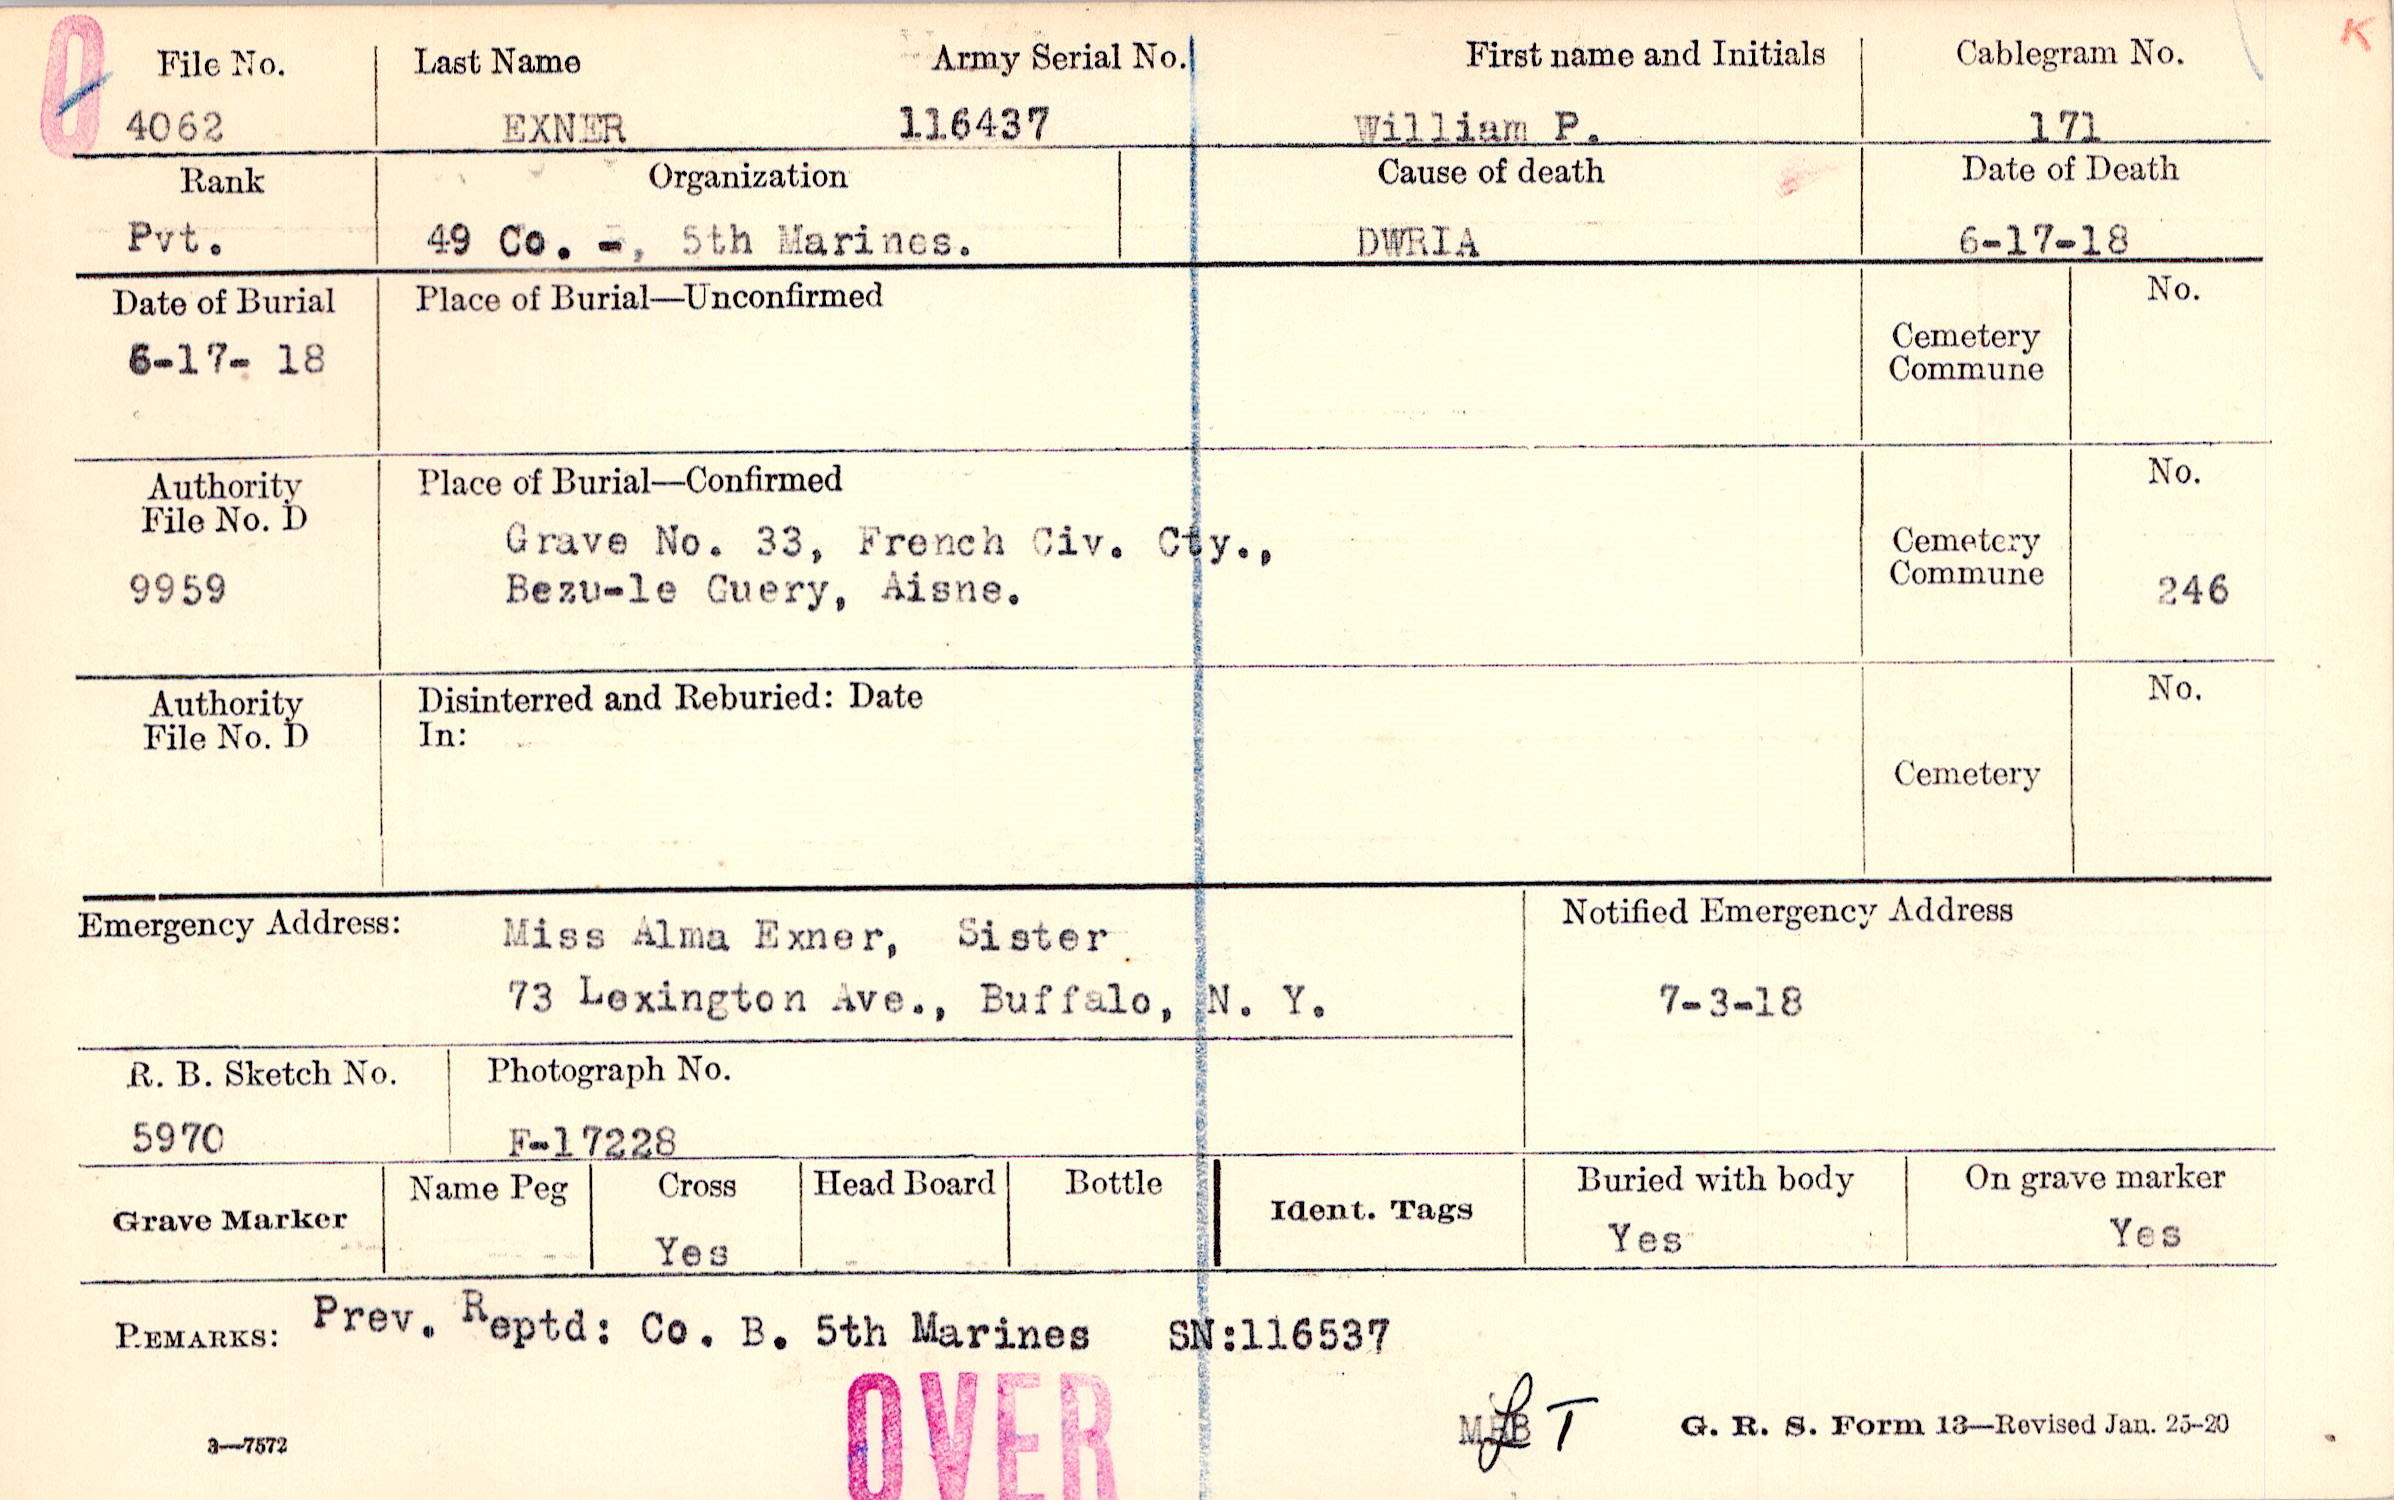 O
K
File No. Last Name Army Serial No. First name and Initials Cablegram No.
4062 EXNER 116437 William P. 171
Rank Organization Cause of death Date of Death
Pvt. 49 Co. -, 5th Marines. DWRIA 6-17-18
Date of Burial Place of Burial—Unconfirmed No.
6-17- 18 Cemetery
Commune
Authority Place of Burial—Confirmed No.
File No. D
Grave No. 33, French Civ. Cty., Cemetery
9959 Bezu-le Guery, Aisne. Commune 246
Authority Disinterred and Reburied: Date No.
File No. D In:
Cemetery
Emergency Address: Miss Alma Exner, Sister Notified Emergency Address
73 Lexington Ave., Buffalo, N. Y. 7-3-18
R. B. Sketch No. Photograph No.
5970 F-17228
Grave Marker Name Peg Cross Head Board Bottle Ident. Tags Buried with body On grave marker
Yes Yes Yes
REMARKS: Prev. Reptd: Co. B. 5th Marines SN:116537
OVER
3—7572 T G. R. S. Form 13—Revised Jan. 25-20